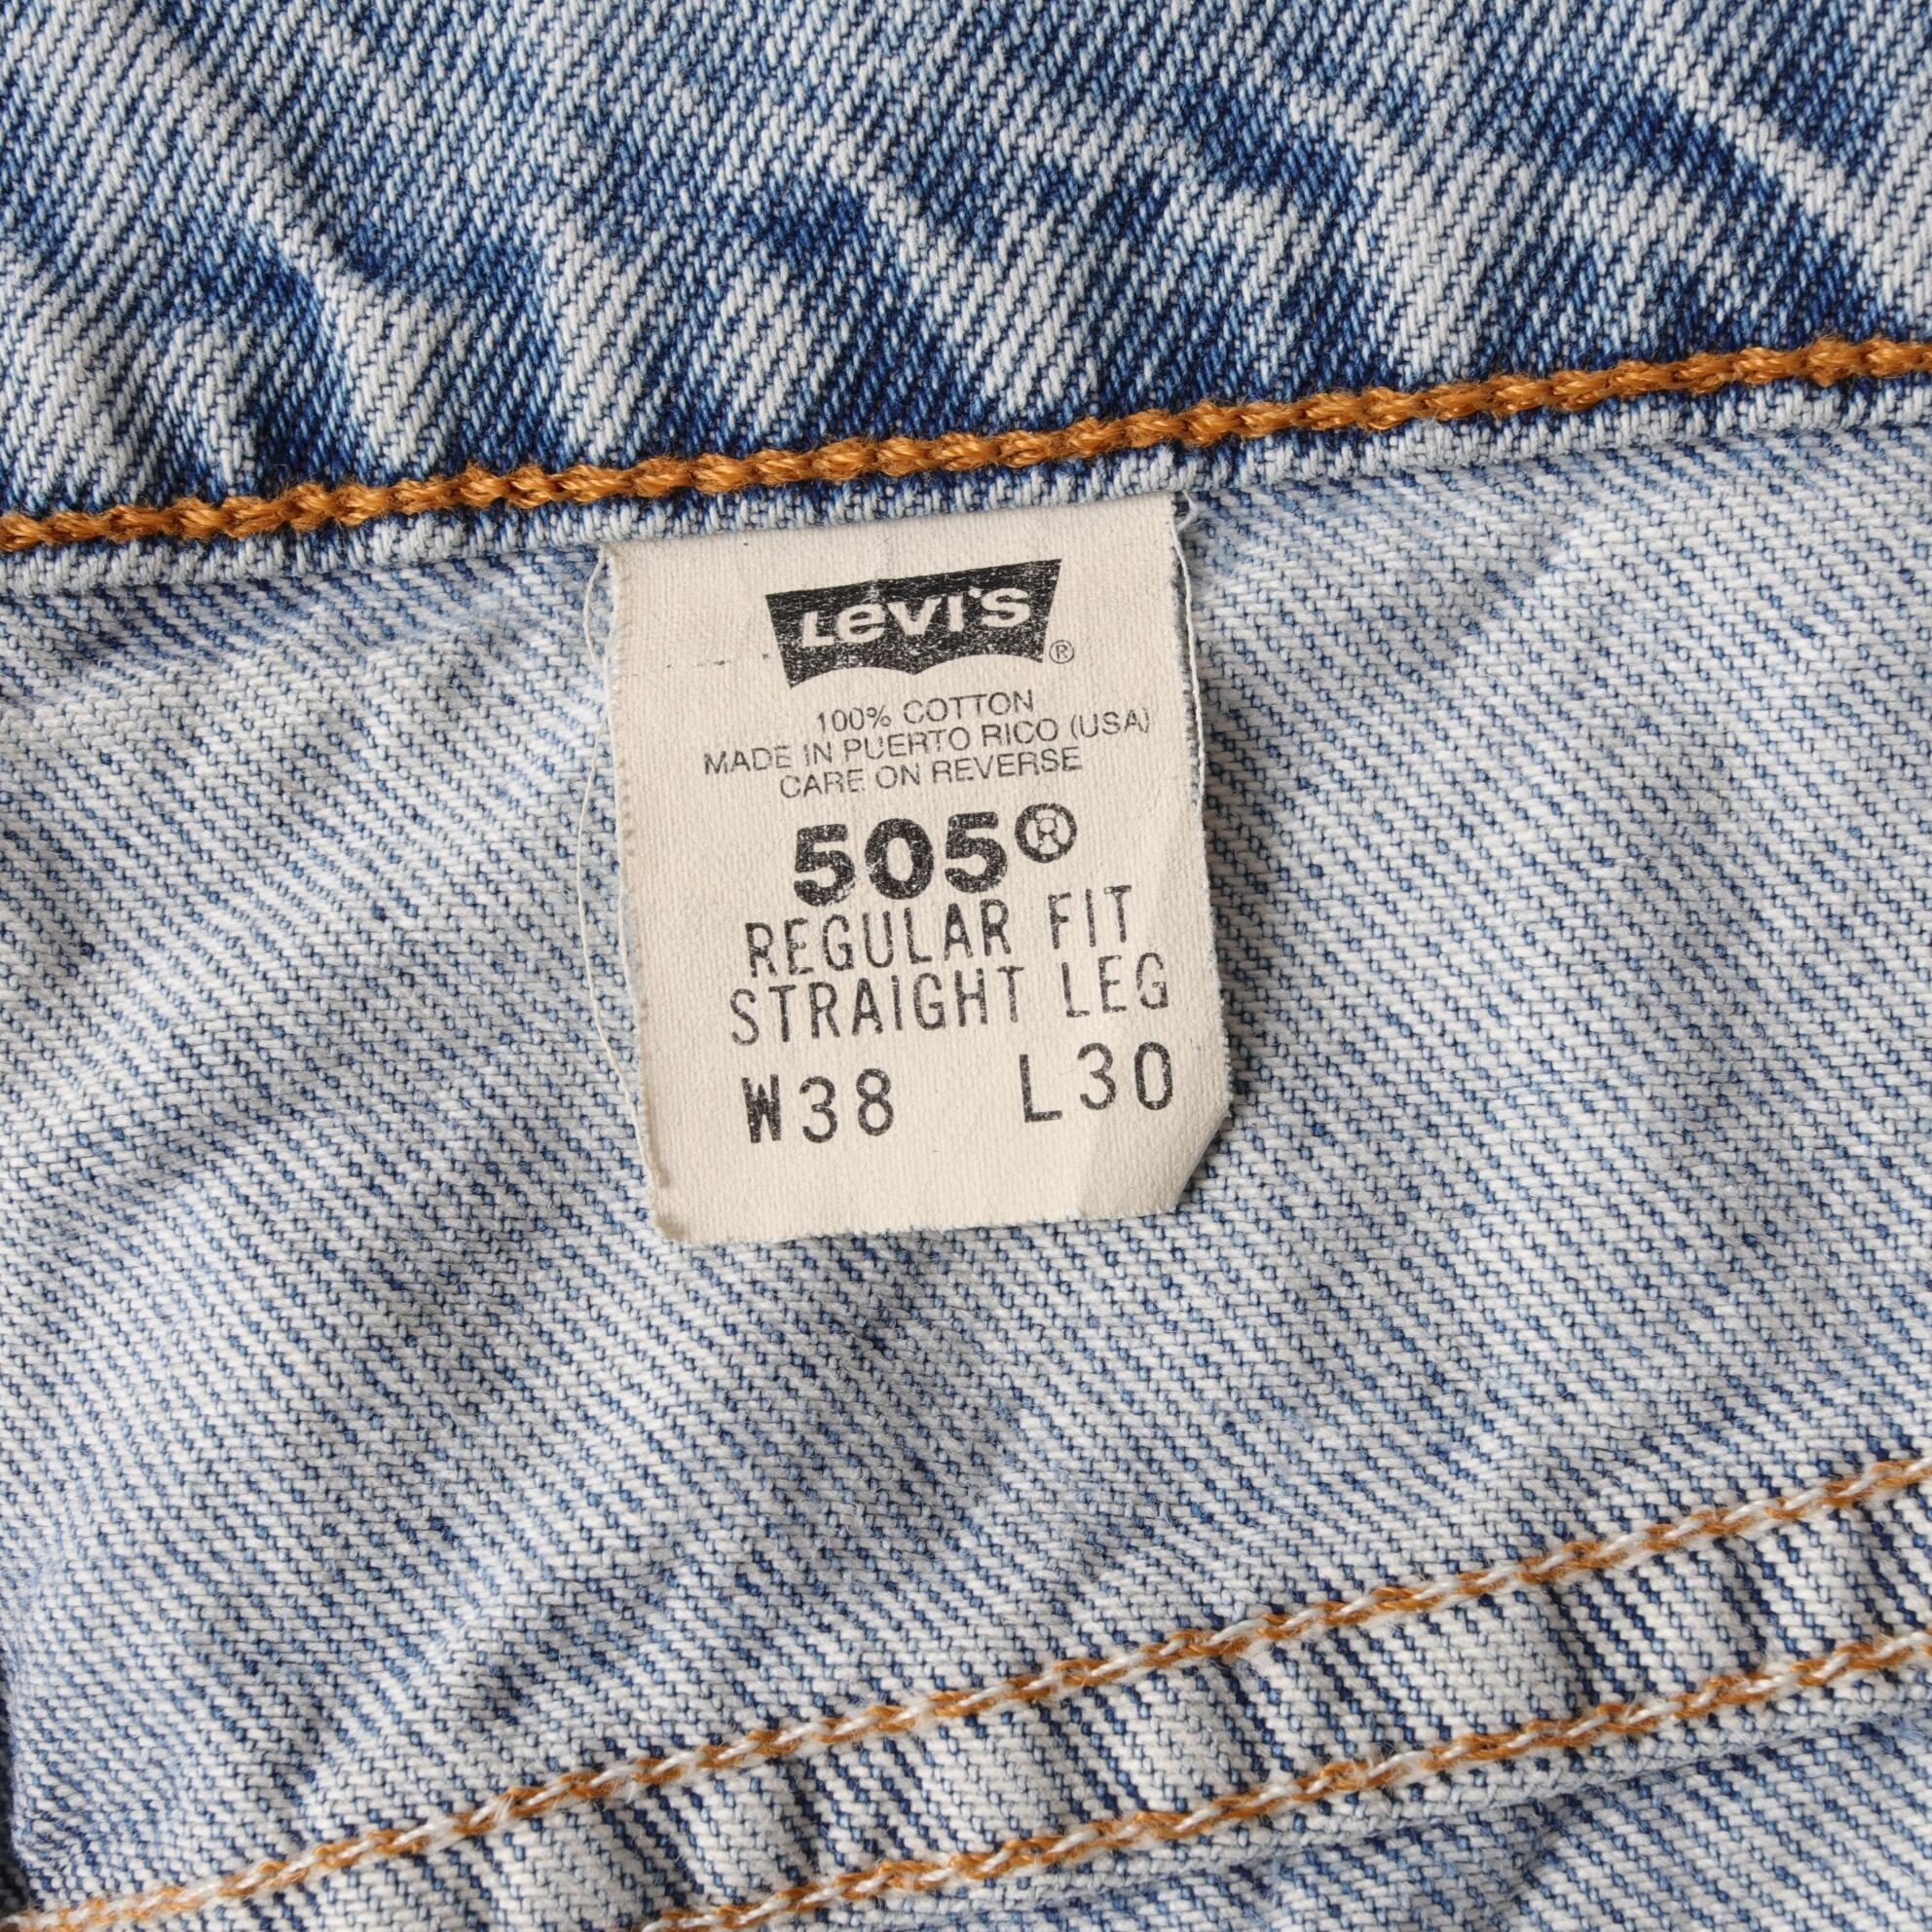 Levi's ®
100% COTTON
MADE IN PUERTO RICO (USA)
CARE ON REVERSE
505®
REGULAR FIT
STRAIGHT LEG
W38 L30